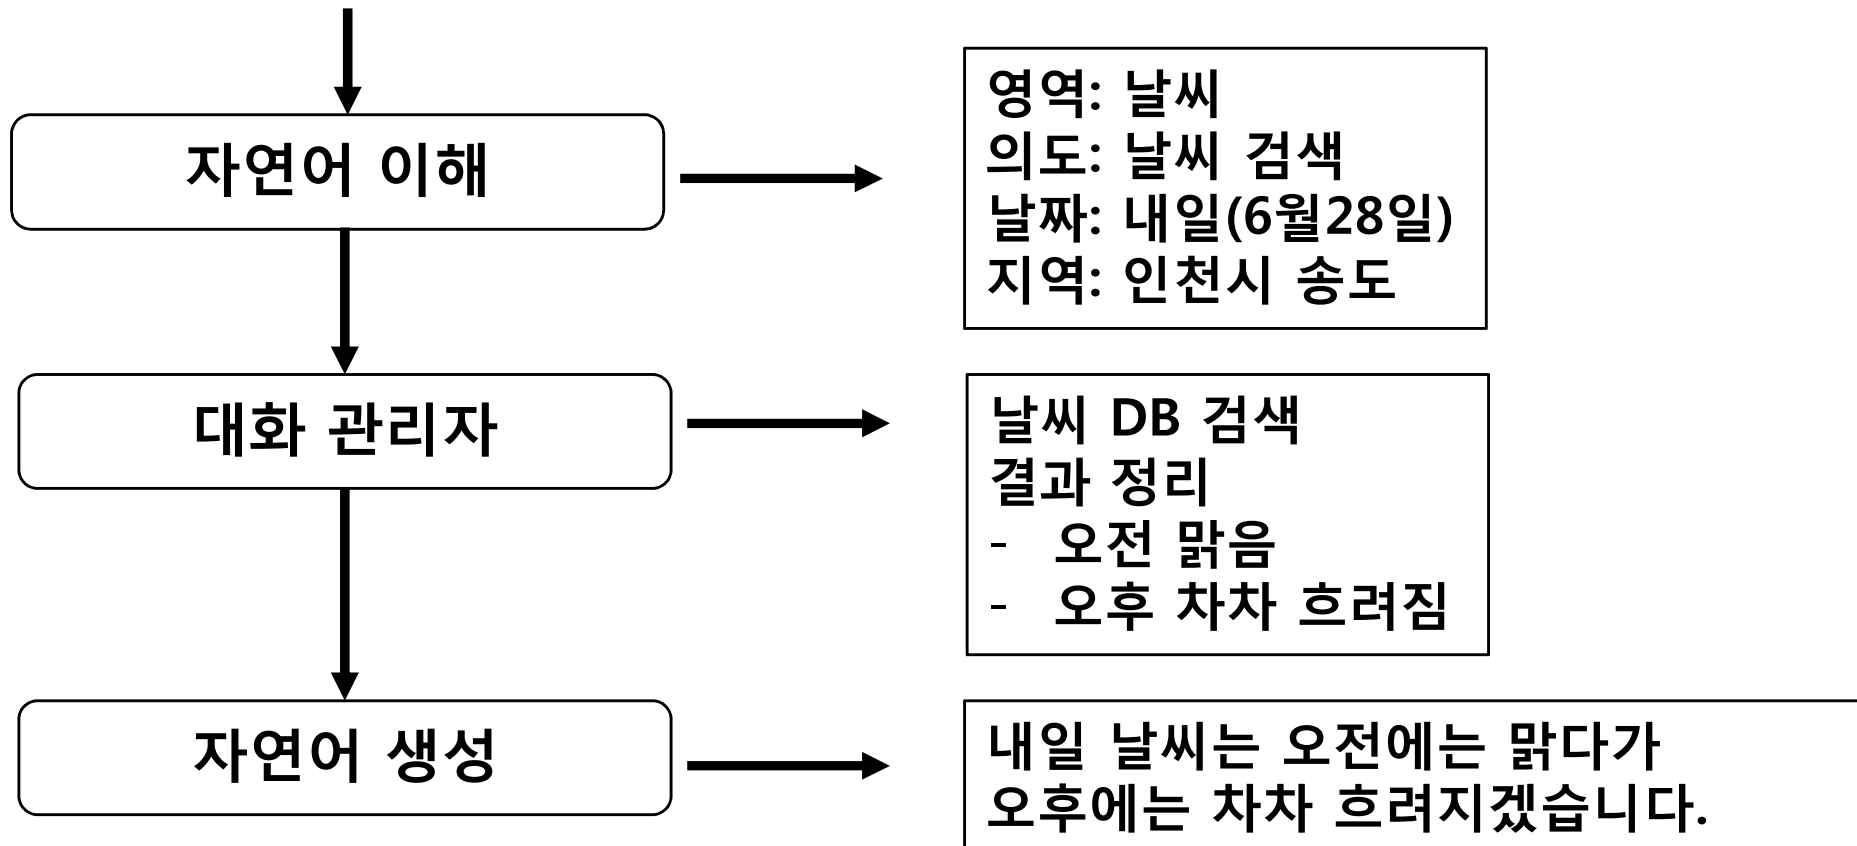 자연어 이해
영역: 날씨
의도: 날씨 검색
날짜: 내일(6월28일)
지역: 인천시 송도
대화 관리자
날씨 DB 검색
결과 정리
- 오전 맑음
- 오후 차차 흐려짐
자연어 생성
내일 날씨는 오전에는 맑다가
오후에는 차차 흐려지겠습니다.